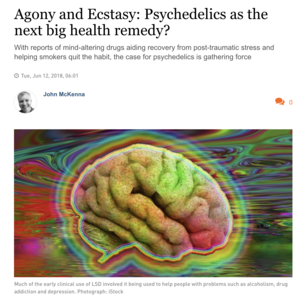 Agony and Ecstasy: Psychedelics as the
next big health remedy?
With reports of mind-altering drugs aiding recovery from post-traumatic stress and
helping smokers quit the habit, the case for psychedelics is gathering force
Tue, Jun 12, 2018, 06:01
John McKenna
0
Much of the early clinical use of LSD involved it being used to help people with problems such as alcoholism, drug
addiction and depression. Photograph: iStock